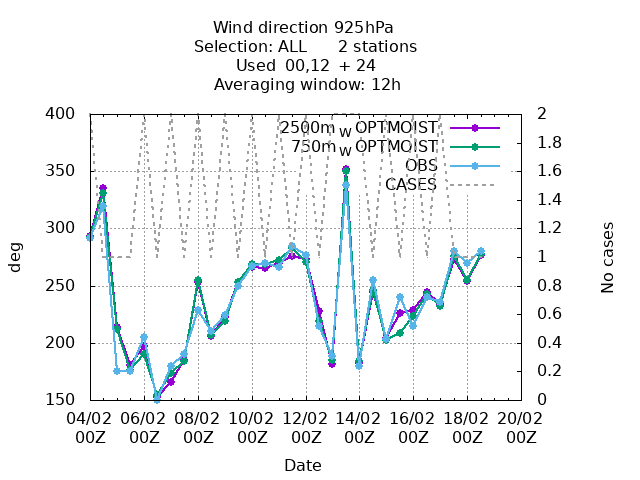 Wind direction 925hPa
Selection: ALL 2 stations
Used 00,12 + 24
Averaging window: 12h
400
350
300
250
200
150
deg
2500m w OPTMOIST
750m w OPTMOIST
OBS
CASES
2
1.8
1.6
1.4
1.2
1
0.8
0.6
0.4
0.2
0
No cases
04/02 06/02 08/02 10/02 12/02 14/02 16/02 18/02 20/02
00Z 00Z 00Z 00Z 00Z 00Z 00Z 00Z 00Z
Date